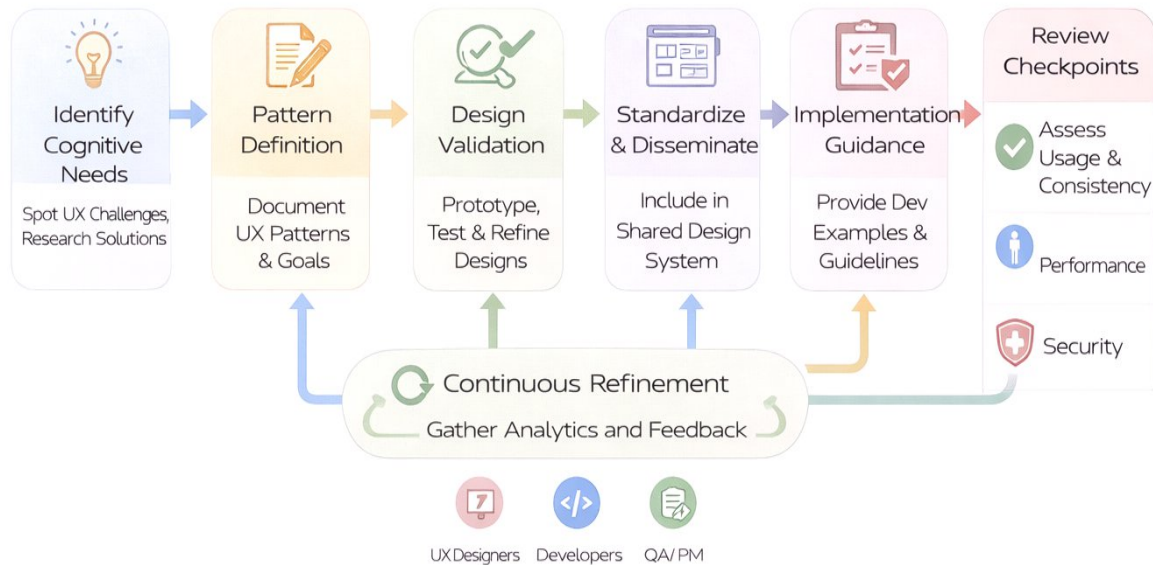 Identify
Cognitive
Needs
Spot UX Challenges,
Research Solutions
Pattern
Definition
Document
UX Patterns
& Goals
Design
Validation
Prototype,
Test & Refine
Designs
Standardize
& Disseminate
Include in
Shared Design
System
Implementation
Guidance
Provide Dev
Examples &
Guidelines
Review
Checkpoints
Assess
Usage &
Consistency
Performance
Security
Continuous Refinement
Gather Analytics and Feedback
7
</>
UX Designers
Developers
QA/ PM